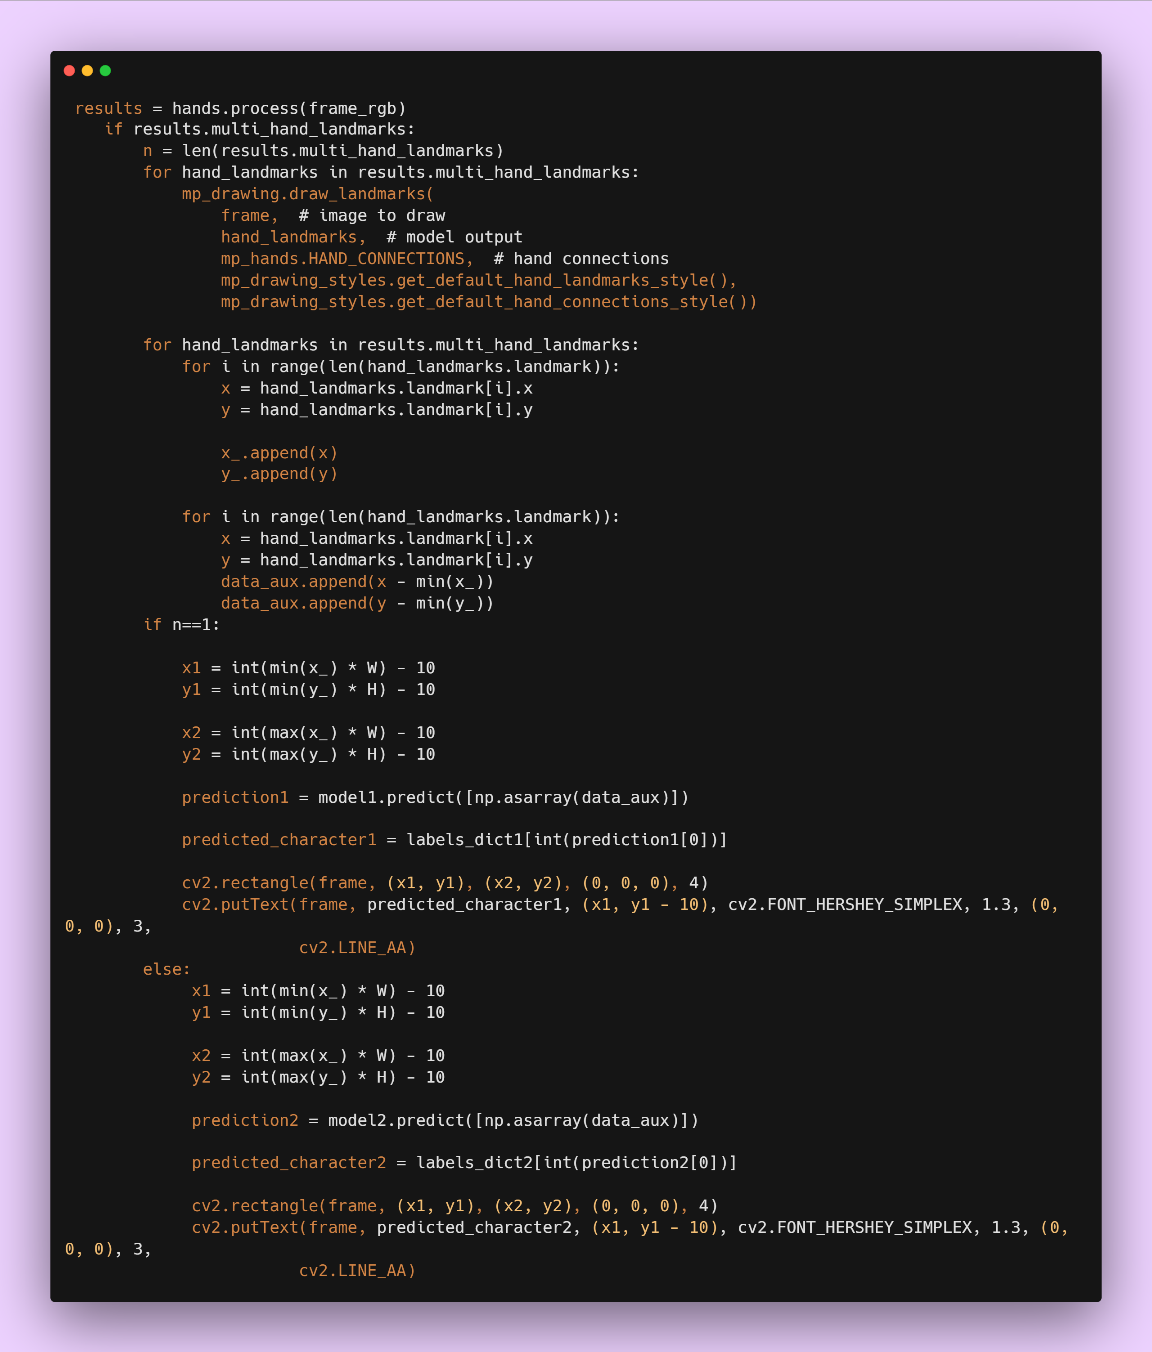 results = hands.process(frame_rgb)
if results.multi_hand_landmarks:
n = len(results.multi_hand_landmarks)
for hand_landmarks in results.multi_hand_landmarks:
mp_drawing.draw_landmarks(
frame,  # image to draw
hand_landmarks,  # model output
mp_hands.HAND_CONNECTIONS,  # hand connections
mp_drawing_styles.get_default_hand_landmarks_style(),
mp_drawing_styles.get_default_hand_connections_style())
for hand_landmarks in results.multi_hand_landmarks:
for i in range(len(hand_landmarks.landmark)):
x = hand_landmarks.landmark[i].x
y = hand_landmarks.landmark[i].y
x_.append(x)
y_.append(y)
for i in range(len(hand_landmarks.landmark)):
x = hand_landmarks.landmark[i].x
y = hand_landmarks.landmark[i].y
data_aux.append(x - min(x_))
data_aux.append(y - min(y_))
if n==1:
x1 = int(min(x_) * W) - 10
y1 = int(min(y_) * H) - 10
x2 = int(max(x_) * W) - 10
y2 = int(max(y_) * H) - 10
prediction1 = model1.predict([np.asarray(data_aux)])
predicted_character1 = labels_dict1[int(prediction1[0])]
cv2.rectangle(frame, (x1, y1), (x2, y2), (0, 0, 0), 4)
cv2.putText(frame, predicted_character1, (x1, y1 - 10), cv2.FONT_HERSHEY_SIMPLEX, 1.3, (0,
0, 0), 3,
cv2.LINE_AA)
else:
x1 = int(min(x_) * W) - 10
y1 = int(min(y_) * H) - 10
x2 = int(max(x_) * W) - 10
y2 = int(max(y_) * H) - 10
prediction2 = model2.predict([np.asarray(data_aux)])
predicted_character2 = labels_dict2[int(prediction2[0])]
cv2.rectangle(frame, (x1, y1), (x2, y2), (0, 0, 0), 4)
cv2.putText(frame, predicted_character2, (x1, y1 - 10), cv2.FONT_HERSHEY_SIMPLEX, 1.3, (0,
0, 0), 3,
cv2.LINE_AA)